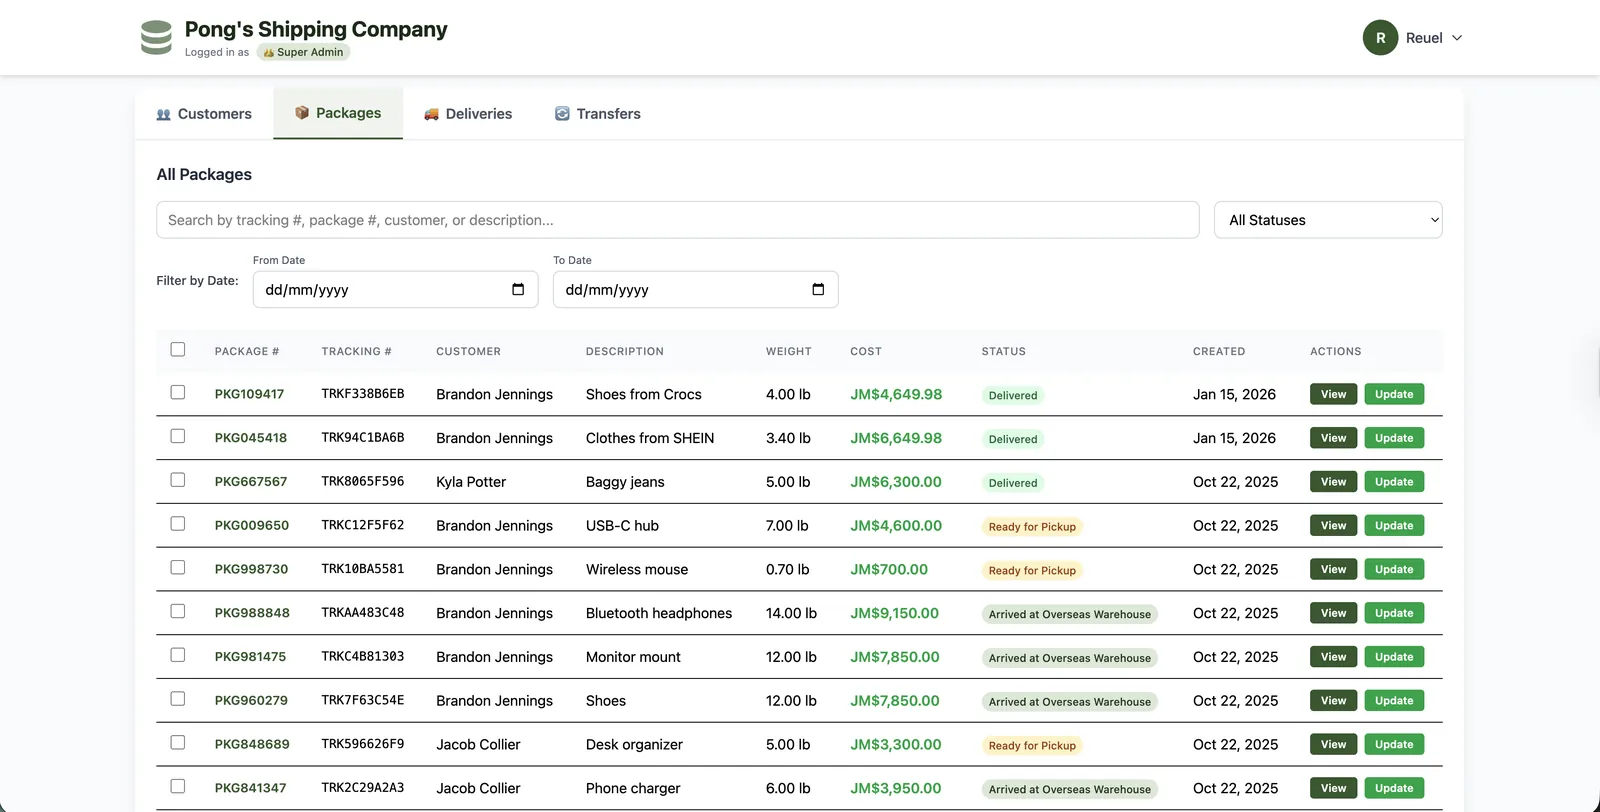 Pong's Shipping Company
Logged in as Super Admin
R Reuel
Customers Packages Deliveries Transfers
All Packages
Search by tracking #, package #, customer, or description... All Statuses
Filter by Date: From Date To Date
dd/mm/yyyy dd/mm/yyyy
PACKAGE # TRACKING # CUSTOMER DESCRIPTION WEIGHT COST STATUS CREATED ACTIONS
PKG109417 TRKF338B6EB Brandon Jennings Shoes from Crocs 4.00 lb JM$4,649.98 Delivered Jan 15, 2026 View Update
PKG045418 TRK94C1BA6B Brandon Jennings Clothes from SHEIN 3.40 lb JM$6,649.98 Delivered Jan 15, 2026 View Update
PKG667567 TRK8065F596 Kyla Potter Baggy jeans 5.00 lb JM$6,300.00 Delivered Oct 22, 2025 View Update
PKG009650 TRKC12F5F62 Brandon Jennings USB-C hub 7.00 lb JM$4,600.00 Ready for Pickup Oct 22, 2025 View Update
PKG998730 TRK10BA5581 Brandon Jennings Wireless mouse 0.70 lb JM$700.00 Ready for Pickup Oct 22, 2025 View Update
PKG988848 TRKAA483C48 Brandon Jennings Bluetooth headphones 14.00 lb JM$9,150.00 Arrived at Overseas Warehouse Oct 22, 2025 View Update
PKG981475 TRKC4B81303 Brandon Jennings Monitor mount 12.00 lb JM$7,850.00 Arrived at Overseas Warehouse Oct 22, 2025 View Update
PKG960279 TRK7F63C54E Brandon Jennings Shoes 12.00 lb JM$7,850.00 Arrived at Overseas Warehouse Oct 22, 2025 View Update
PKG848689 TRK596626F9 Jacob Collier Desk organizer 5.00 lb JM$3,300.00 Ready for Pickup Oct 22, 2025 View Update
PKG841347 TRK2C29A2A3 Jacob Collier Phone charger 6.00 lb JM$3,950.00 Arrived at Overseas Warehouse Oct 22, 2025 View Update